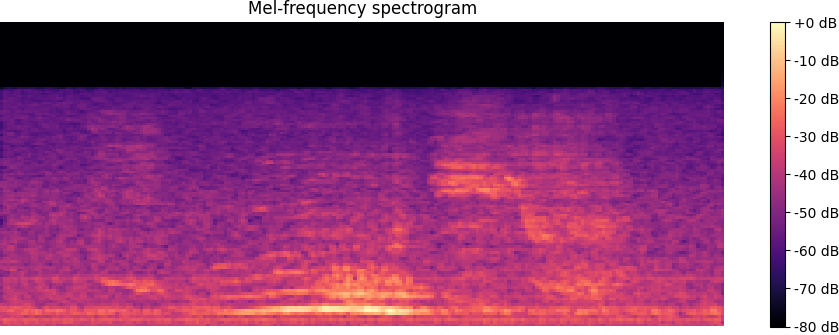 Mel-frequency spectrogram
+0 dB
-10 dB
-20 dB
-30 dB
-40 dB
-50 dB
-60 dB
-70 dB
-80 dB